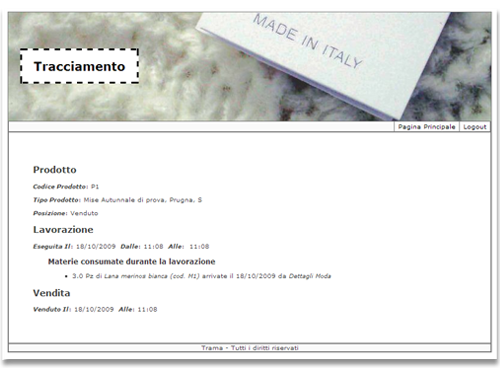 MADE IN ITALY
Tracciamento
Pagina Principale Logout
Prodotto
Codice Prodotto: P1
Tipo Prodotto: Mise Autunnale di prova, Prugna, S
Posizione: Venduto
Lavorazione
Eseguita Il: 18/10/2009 Dalle: 11:08 Alle: 11:08
Materie consumate durante la lavorazione
3.0 Pz di Lana merinos bianca (cod. M1) arrivate il 18/10/2009 da Dettagli Moda
Vendita
Venduto Il: 18/10/2009 Alle: 11:08
Trama - Tutti i diritti riservati